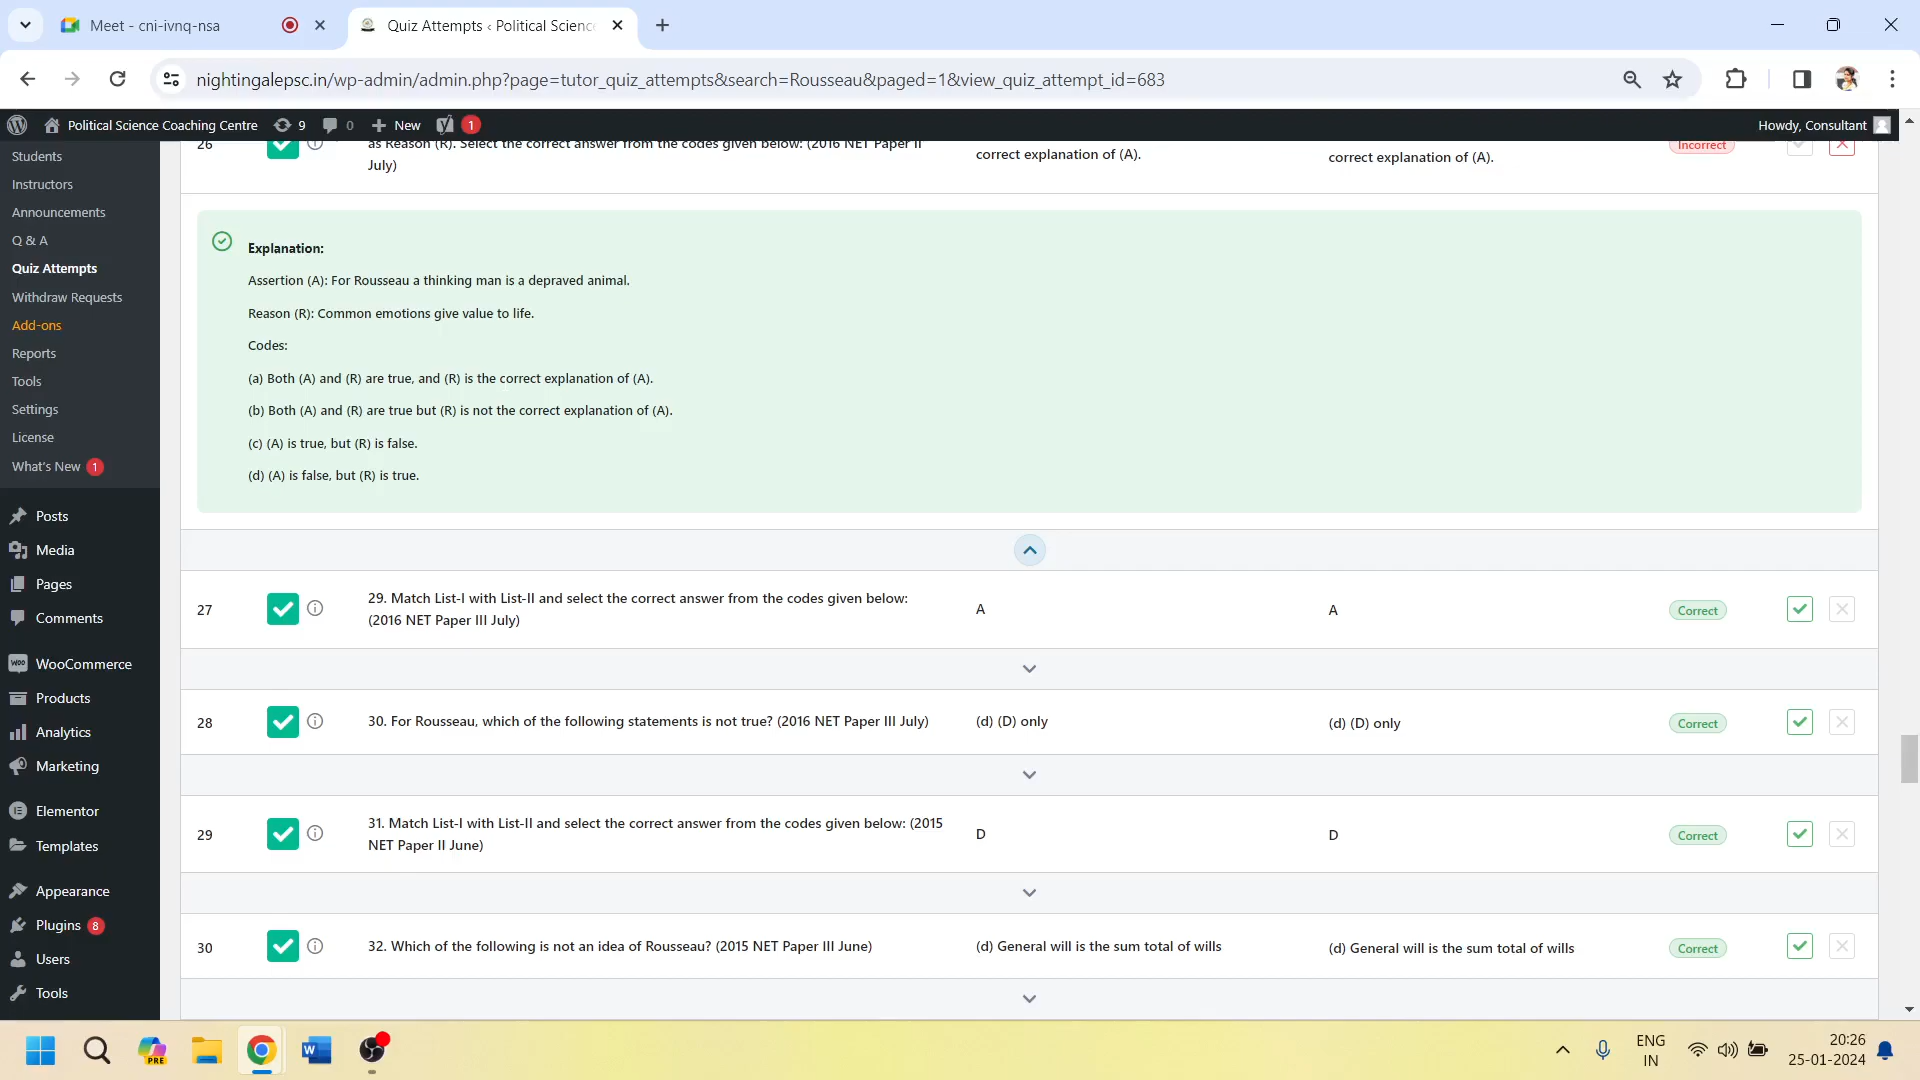 Meet - cni-ivnq-nsa
Quiz Attempts ‹ Political Science
nightingalepsc.in/wp-admin/admin.php?page=tutor_quiz_attempts&search=Rousseau&paged=1&view_quiz_attempt_id=683
Political Science Coaching Centre 9 0 New 1 Howdy, Consultant
Students
Instructors
Announcements
Q & A
Quiz Attempts
Withdraw Requests
Add-ons
Reports
Tools
Settings
License
What's New 1
Posts
Media
Pages
Comments
WooCommerce
Products
Analytics
Marketing
Elementor
Templates
Appearance
Plugins 8
Users
Tools
26 as Reason (R). Select the correct answer from the codes given below: (2016 NET Paper II
July)
correct explanation of (A).
correct explanation of (A).
Incorrect
Explanation:
Assertion (A): For Rousseau a thinking man is a depraved animal.
Reason (R): Common emotions give value to life.
Codes:
(a) Both (A) and (R) are true, and (R) is the correct explanation of (A).
(b) Both (A) and (R) are true but (R) is not the correct explanation of (A).
(c) (A) is true, but (R) is false.
(d) (A) is false, but (R) is true.
27 29. Match List-I with List-II and select the correct answer from the codes given below:
(2016 NET Paper III July)
A A Correct
28 30. For Rousseau, which of the following statements is not true? (2016 NET Paper III July) (d) (D) only (d) (D) only Correct
29 31. Match List-I with List-II and select the correct answer from the codes given below: (2015
NET Paper II June)
D D Correct
30 32. Which of the following is not an idea of Rousseau? (2015 NET Paper III June) (d) General will is the sum total of wills (d) General will is the sum total of wills Correct
PRE
ENG
IN
20:26
25-01-2024